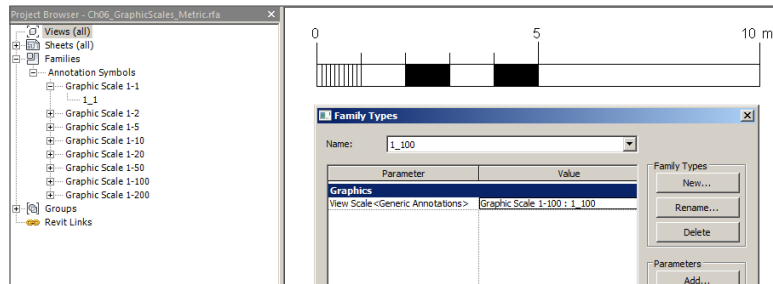 Project Browser - Ch06_GraphicScales_Metric.rfa
Views (all)
Sheets (all)
Families
Annotation Symbols
Graphic Scale 1-1
1_1
Graphic Scale 1-2
Graphic Scale 1-5
Graphic Scale 1-10
Graphic Scale 1-20
Graphic Scale 1-50
Graphic Scale 1-100
Graphic Scale 1-200
Groups
Revit Links
0 5 10 m
Family Types
Name: 1_100
Parameter Value
Graphics
View Scale<Generic Annotations> Graphic Scale 1-100 : 1_100
Family Types
New...
Rename...
Delete
Parameters
Add...